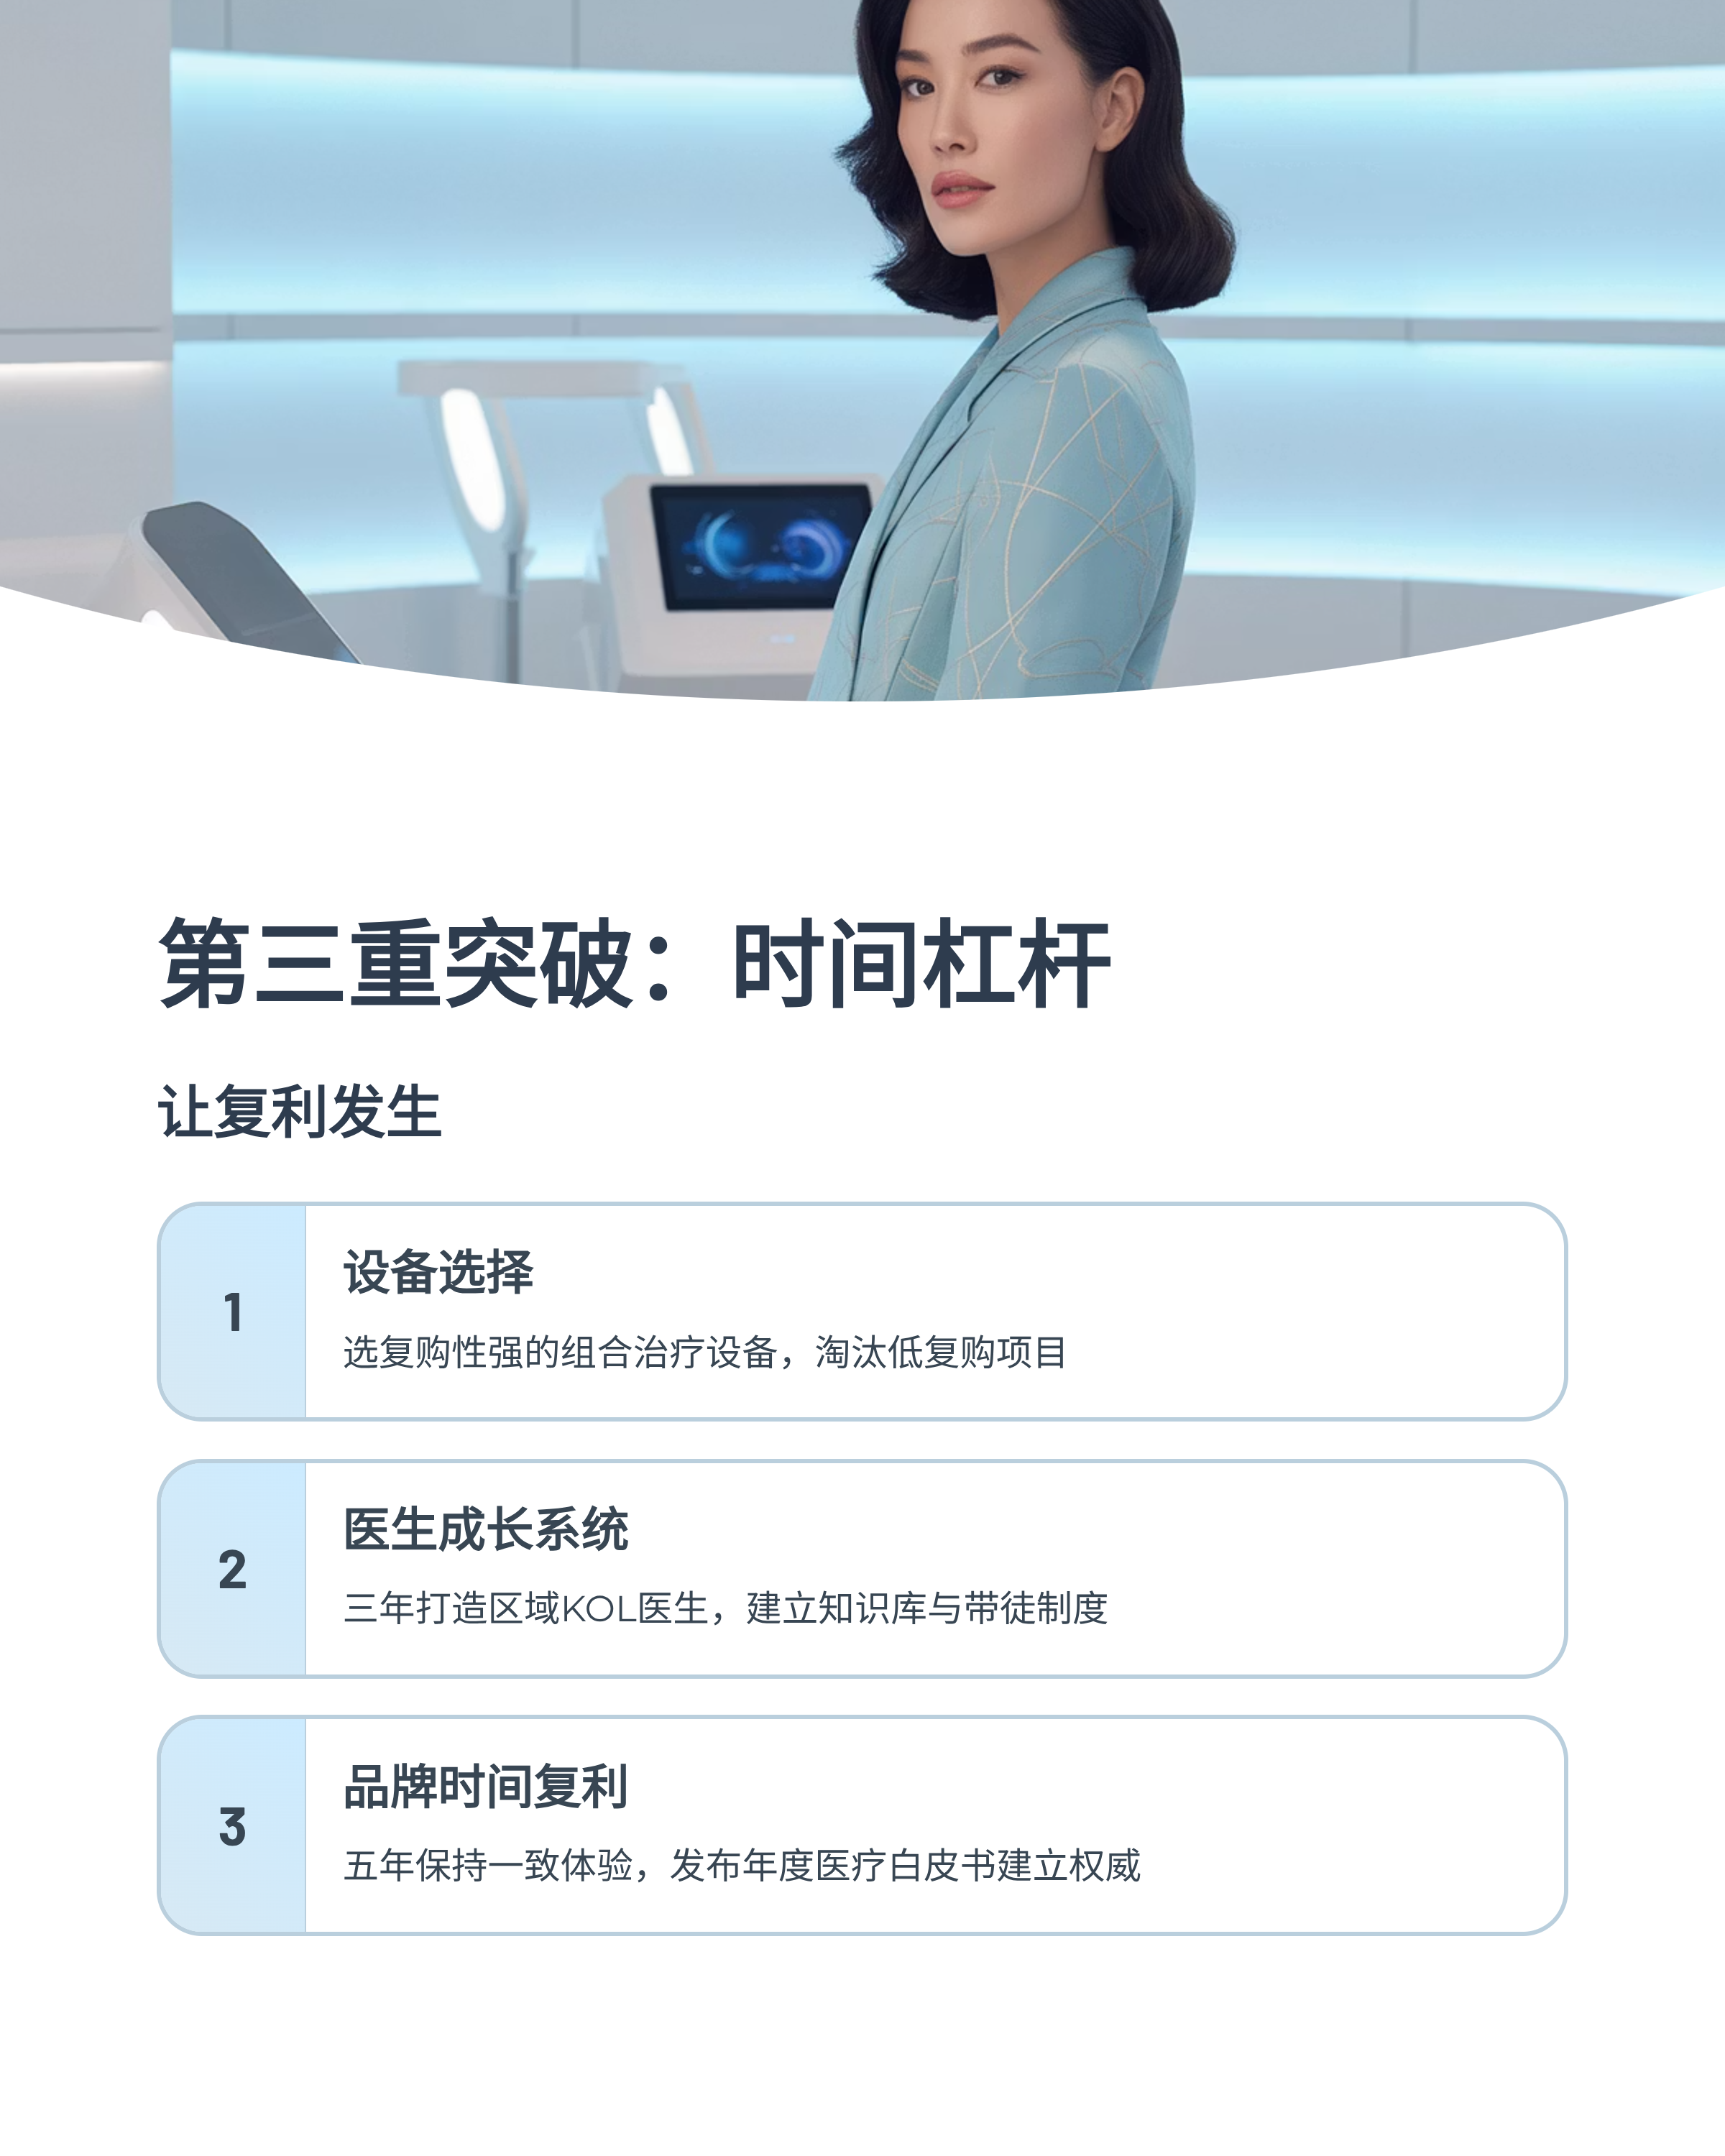 第三重突破：时间杠杆
让复利发生
1
设备选择
选复购性强的组合治疗设备，淘汰低复购项目
2
医生成长系统
三年打造区域KOL医生，建立知识库与带徒制度
3
品牌时间复利
五年保持一致体验，发布年度医疗白皮书建立权威